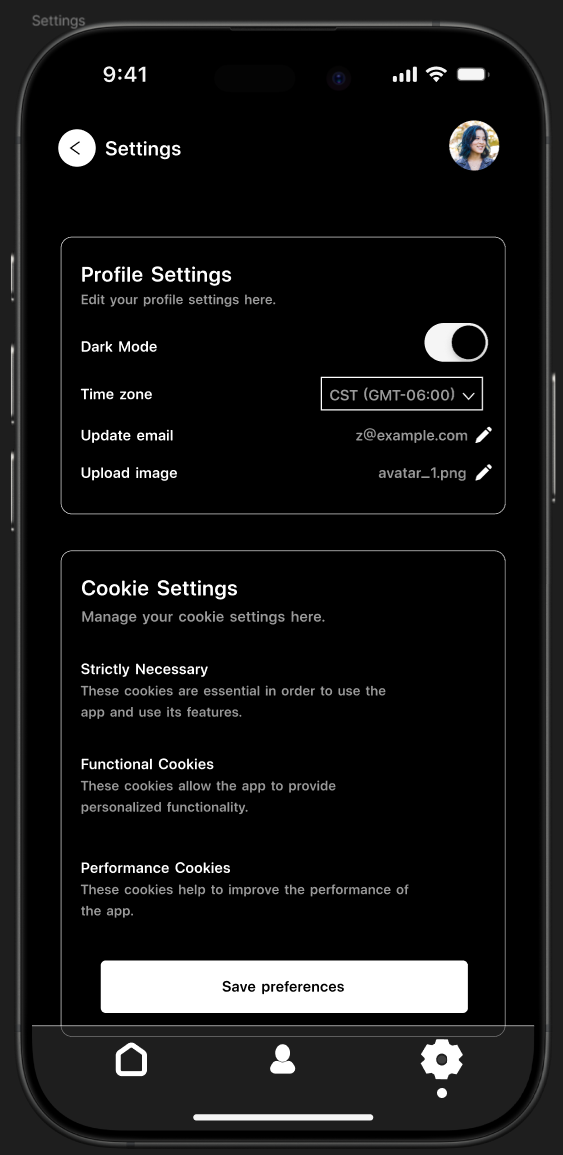 Settings
9:41
Settings
Profile Settings
Edit your profile settings here.
Dark Mode
Time zone
CST (GMT-06:00)
Update email
z@example.com
Upload image
avatar_1.png
Cookie Settings
Manage your cookie settings here.
Strictly Necessary
These cookies are essential in order to use the
app and use its features.
Functional Cookies
These cookies allow the app to provide
personalized functionality.
Performance Cookies
These cookies help to improve the performance of
the app.
Save preferences